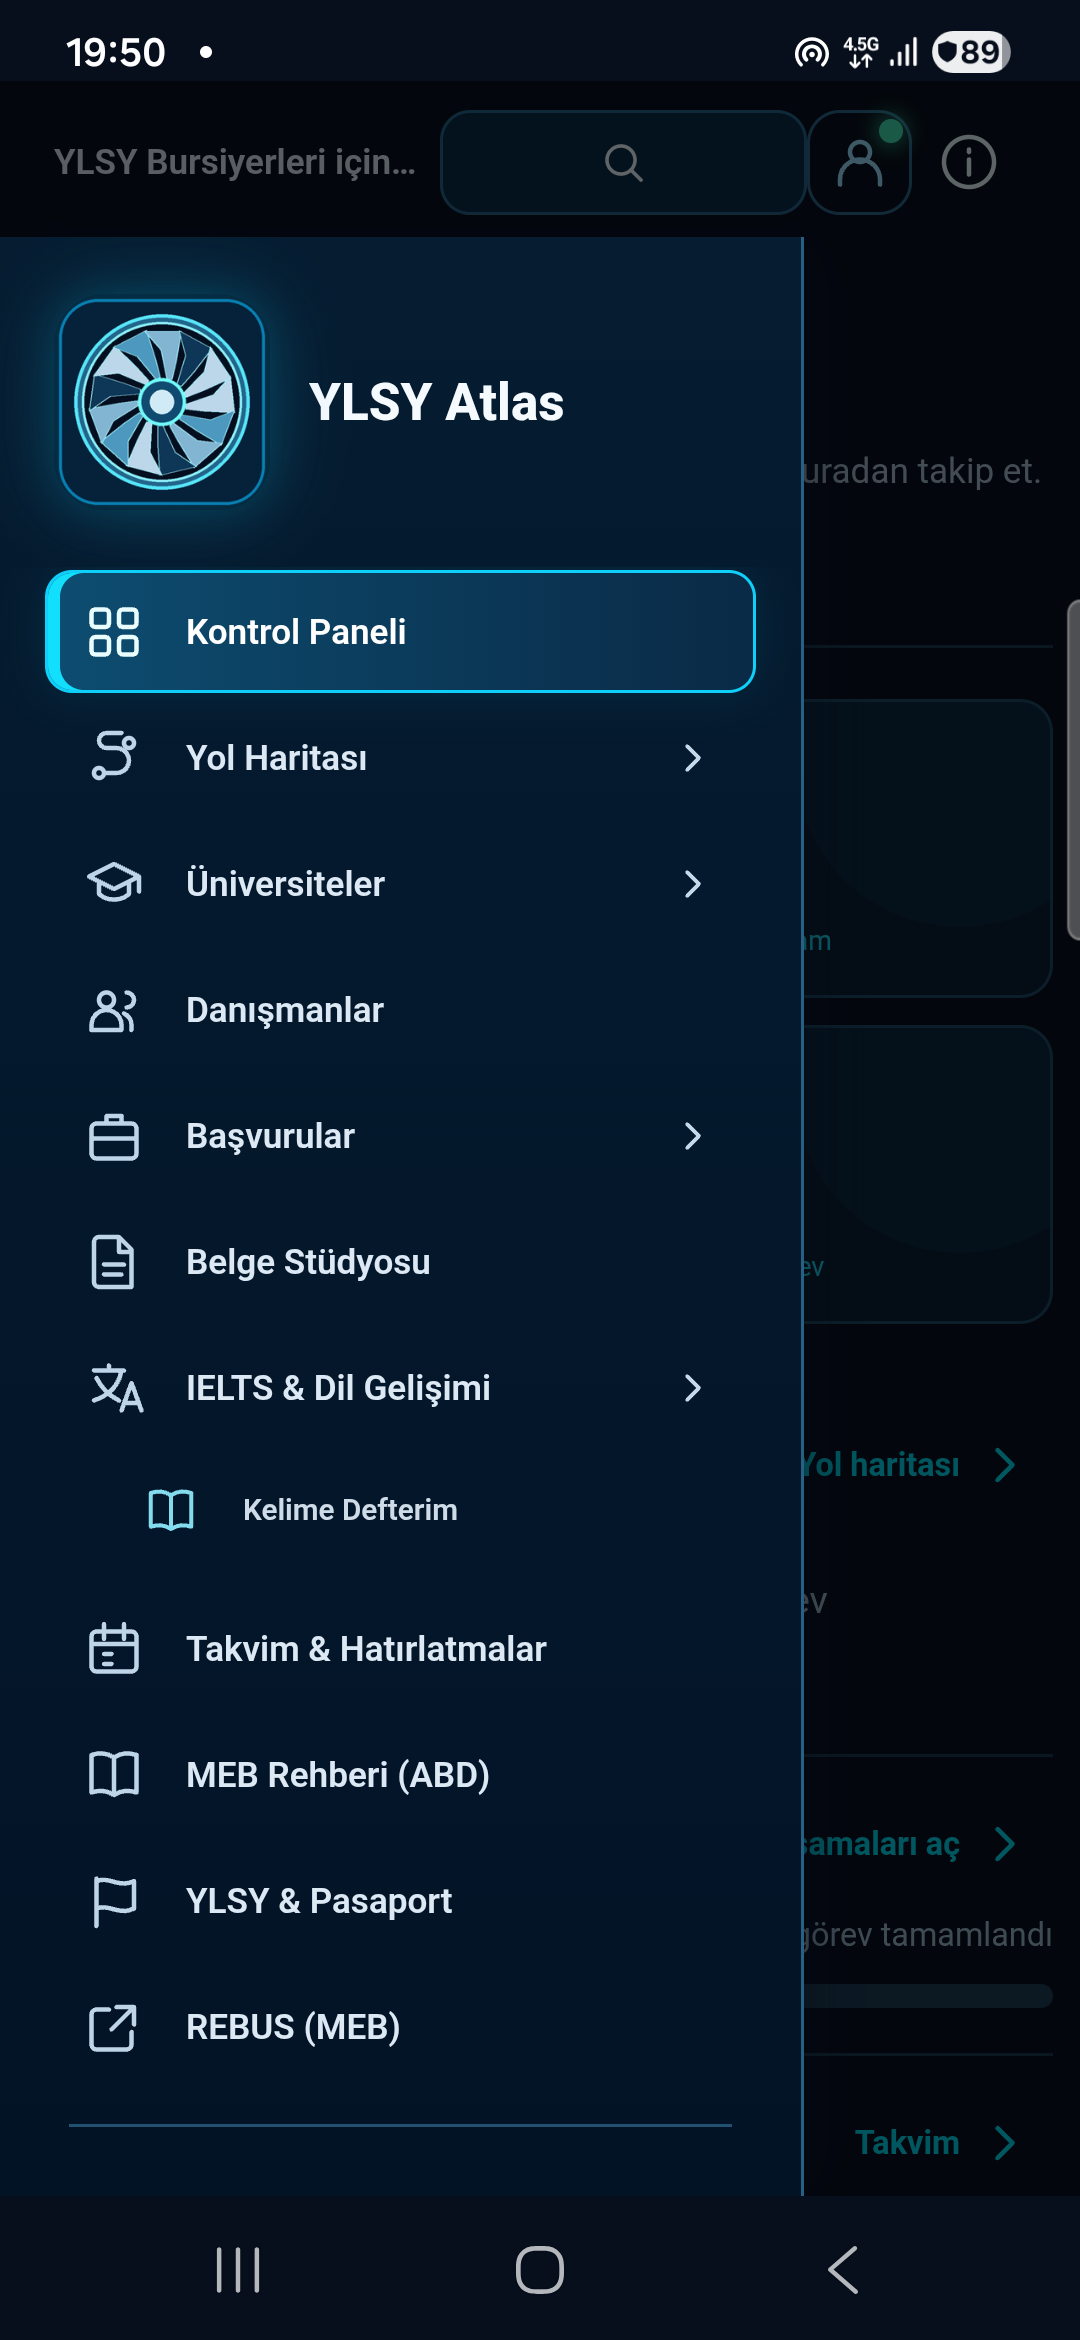 19:50
4.5G
89
YLSY Bursiyerleri için...
YLSY Atlas
takip et.
Kontrol Paneli
Yol Haritası
Üniversiteler
Danışmanlar
Başvurular
Belge Stüdyosu
IELTS & Dil Gelişimi
Yol haritası
Kelime Defterim
Takvim & Hatırlatmalar
MEB Rehberi (ABD)
aç
YLSY & Pasaport
görev tamamlandı
REBUS (MEB)
Takvim